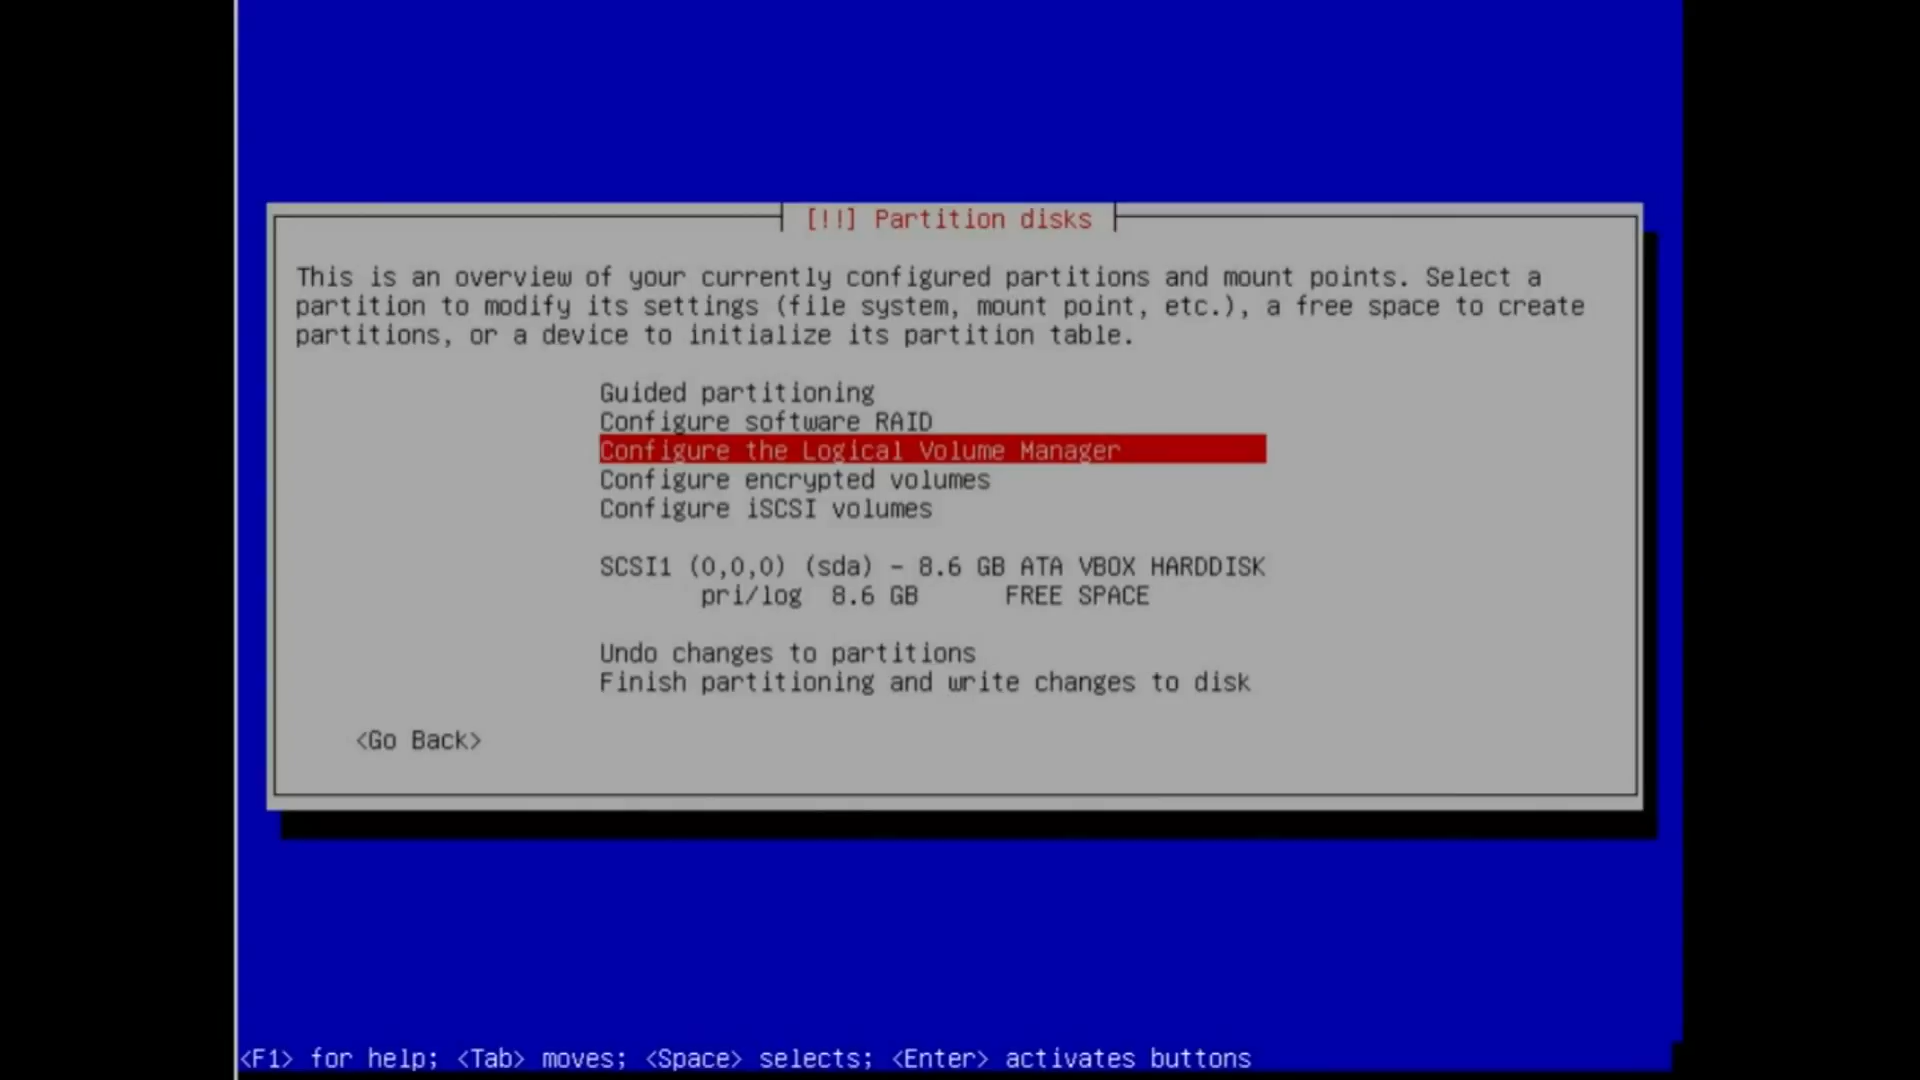 [!!] Partition disks
This is an overview of your currently configured partitions and mount points. Select a
partition to modify its settings (file system, mount point, etc.), a free space to create
partitions, or a device to initialize its partition table.
Guided partitioning
Configure software RAID
Configure the Logical Volume Manager
Configure encrypted volumes
Configure iSCSI volumes
SCSI1 (0,0,0) (sda) - 8.6 GB ATA VBOX HARDDISK
pri/log 8.6 GB FREE SPACE
Undo changes to partitions
Finish partitioning and write changes to disk
<Go Back>
<F1> for help; <Tab> moves; <Space> selects; <Enter> activates buttons